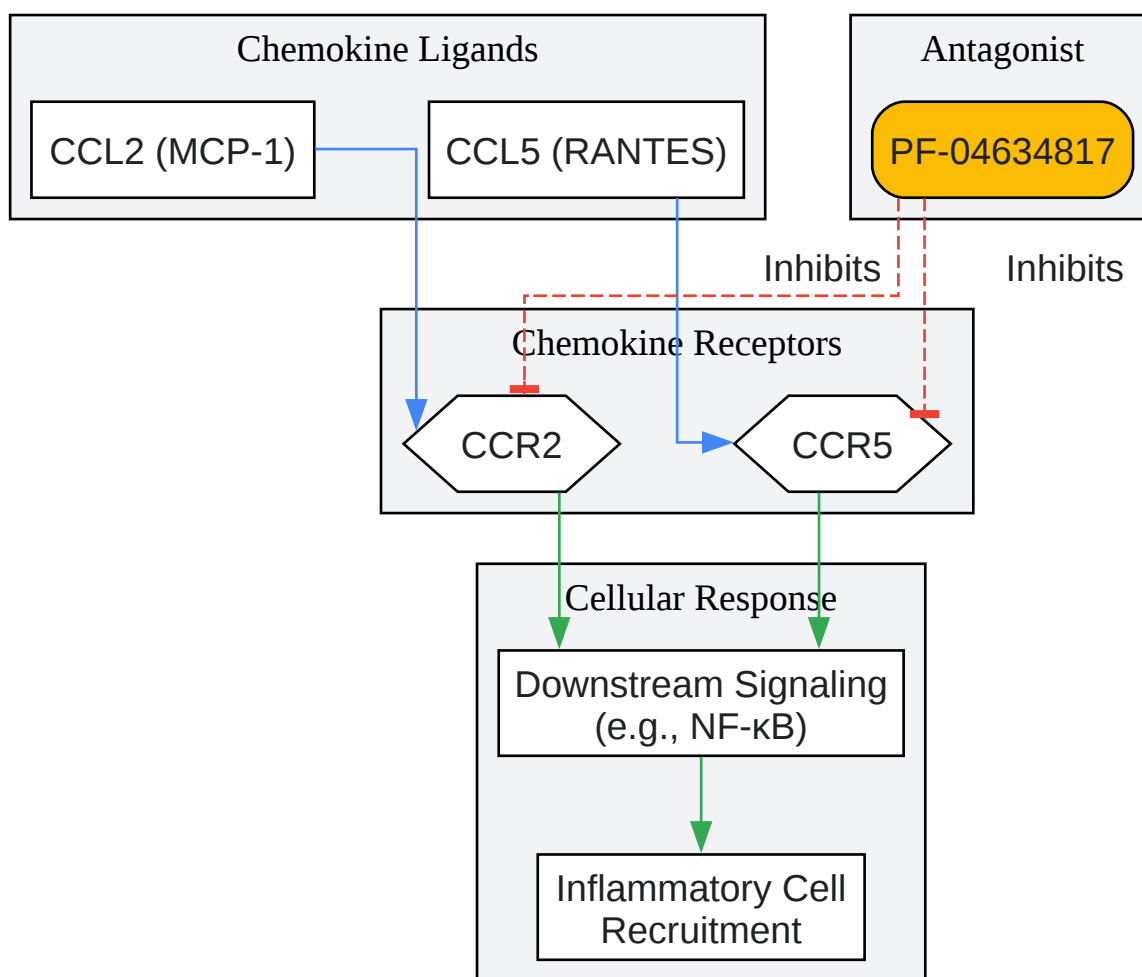 Chemokine Ligands
Antagonist
CCL2 (MCP-1)
CCL5 (RANTES)
PF-04634817
Inhibits
Inhibits
Chemokine Receptors
CCR2
CCR5
Cellular Response
Downstream Signaling
(e.g., NF-κB)
Inflammatory Cell
Recruitment